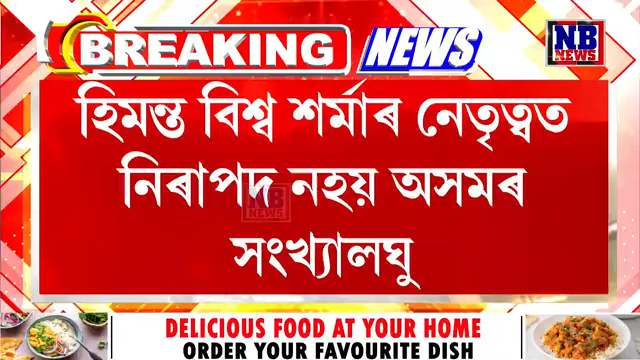 BREAKING NEWS
NB
NEWS
হিমন্ত বিশ্ব শৰ্মাৰ নেতৃত্বত
নিৰাপদ নহয় অসমৰ
NB
NEWS
সংখ্যালঘু
DELICIOUS FOOD AT YOUR HOME
ORDER YOUR FAVOURITE DISH